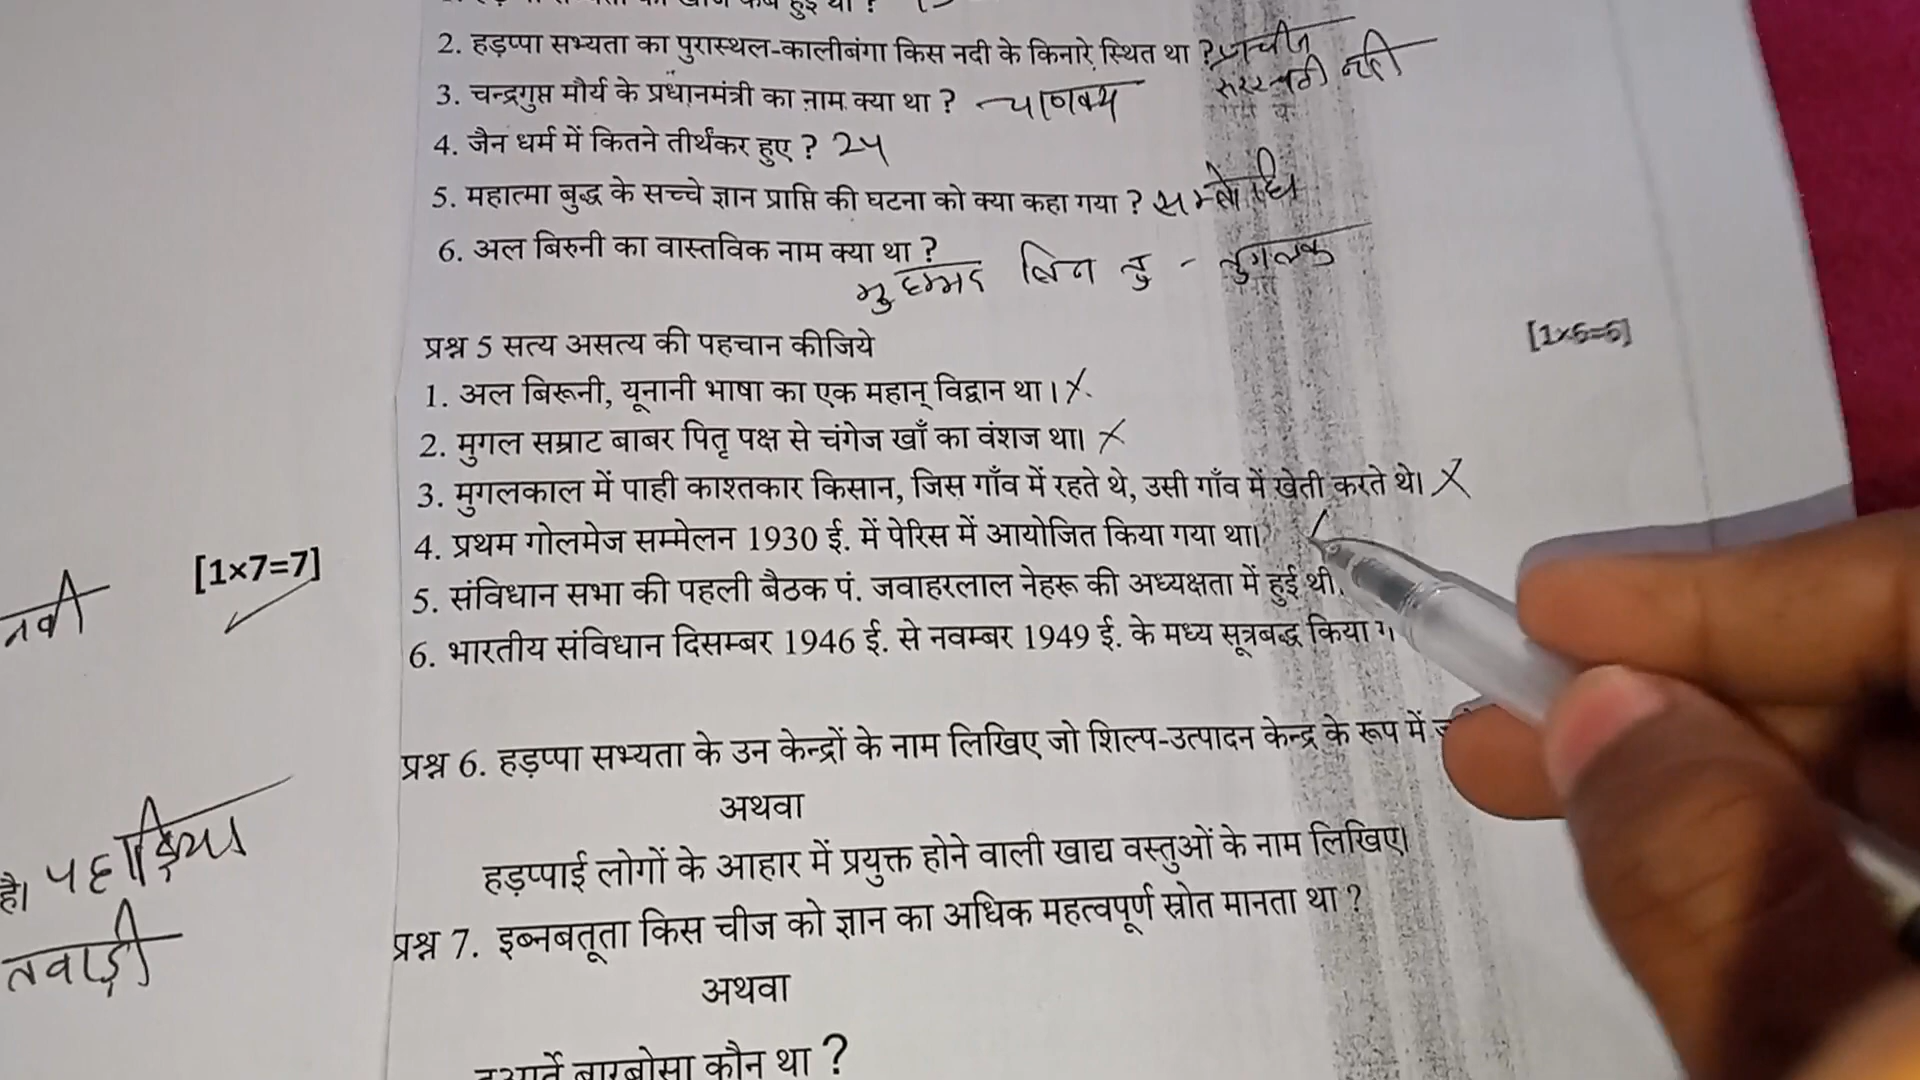 2. हड़प्पा सभ्यता का पुरास्थल-कालीबंगा किस नदी के किनारे स्थित था ? प्राचीन
सरस्वती नदी
3. चन्द्रगुप्त मौर्य के प्रधानमंत्री का नाम क्या था ? चाणक्य
4. जैन धर्म में कितने तीर्थंकर हुए ? 24
5. महात्मा बुद्ध के सच्चे ज्ञान प्राप्ति की घटना को क्या कहा गया ? सम्बोधि
6. अल बिरुनी का वास्तविक नाम क्या था ?
मुहम्मद बिन तु - तुगलक
प्रश्न 5 सत्य असत्य की पहचान कीजिये
[1x6=6]
1. अल बिरूनी, यूनानी भाषा का एक महान् विद्वान था। X
2. मुगल सम्राट बाबर पितृ पक्ष से चंगेज खाँ का वंशज था। X
3. मुगलकाल में पाही काश्तकार किसान, जिस गाँव में रहते थे, उसी गाँव में खेती करते थे। X
4. प्रथम गोलमेज सम्मेलन 1930 ई. में पेरिस में आयोजित किया गया था।
5. संविधान सभा की पहली बैठक पं. जवाहरलाल नेहरू की अध्यक्षता में हुई थी
6. भारतीय संविधान दिसम्बर 1946 ई. से नवम्बर 1949 ई. के मध्य सूत्रबद्ध किया
[1×7=7]
प्रश्न 6. हड़प्पा सभ्यता के उन केन्द्रों के नाम लिखिए जो शिल्प-उत्पादन केन्द्र के रूप में
अथवा
हड़प्पाई लोगों के आहार में प्रयुक्त होने वाली खाद्य वस्तुओं के नाम लिखिए।
है।
प्रश्न 7. इब्नबतूता किस चीज को ज्ञान का अधिक महत्वपूर्ण स्रोत मानता था ?
अथवा
बारबोसा कौन था ?